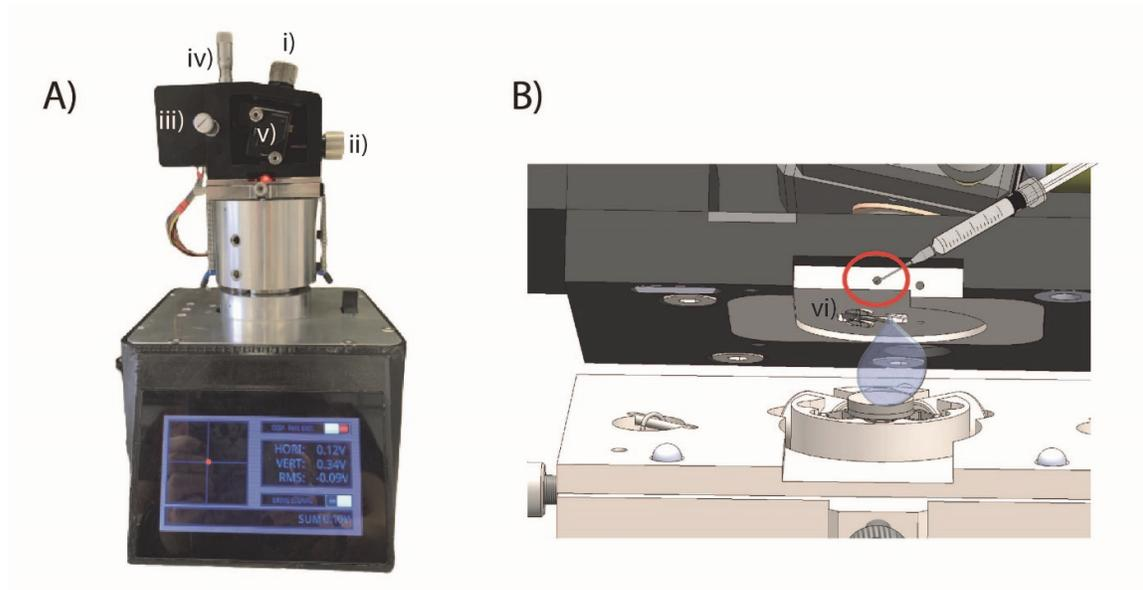 A)
iv)
i)
iii)
v)
ii)
HORI: 0.12V
VERT: 0.34V
RMS: -0.09V
SUM
B)
vi)